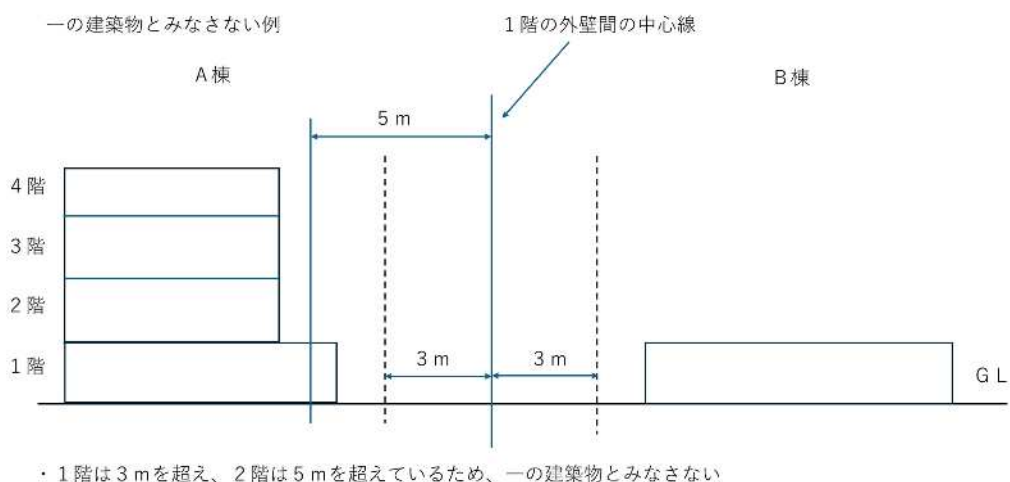 一の建築物とみなさない例
1階の外壁間の中心線
A棟
B棟
5m
4階
3階
2階
1階
3m
3m
GL
・1階は3mを超え、2階は5mを超えているため、一の建築物とみなさない